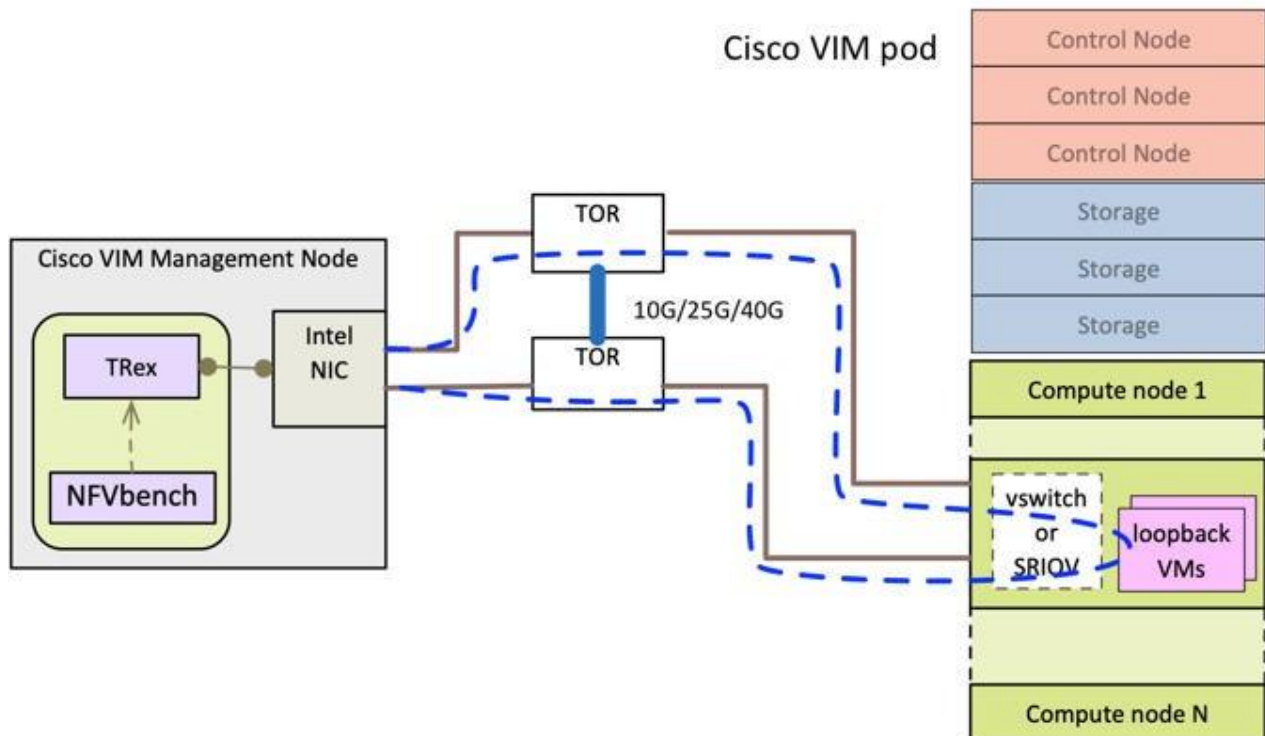 Cisco VIM pod
Control Node
Control Node
Control Node
Storage
Storage
Storage
Compute node 1
vswitch
or
SRIOV
loopback
VMs
Compute node N
TOR
10G/25G/40G
TOR
Cisco VIM Management Node
Intel
NIC
TRex
NFVbench